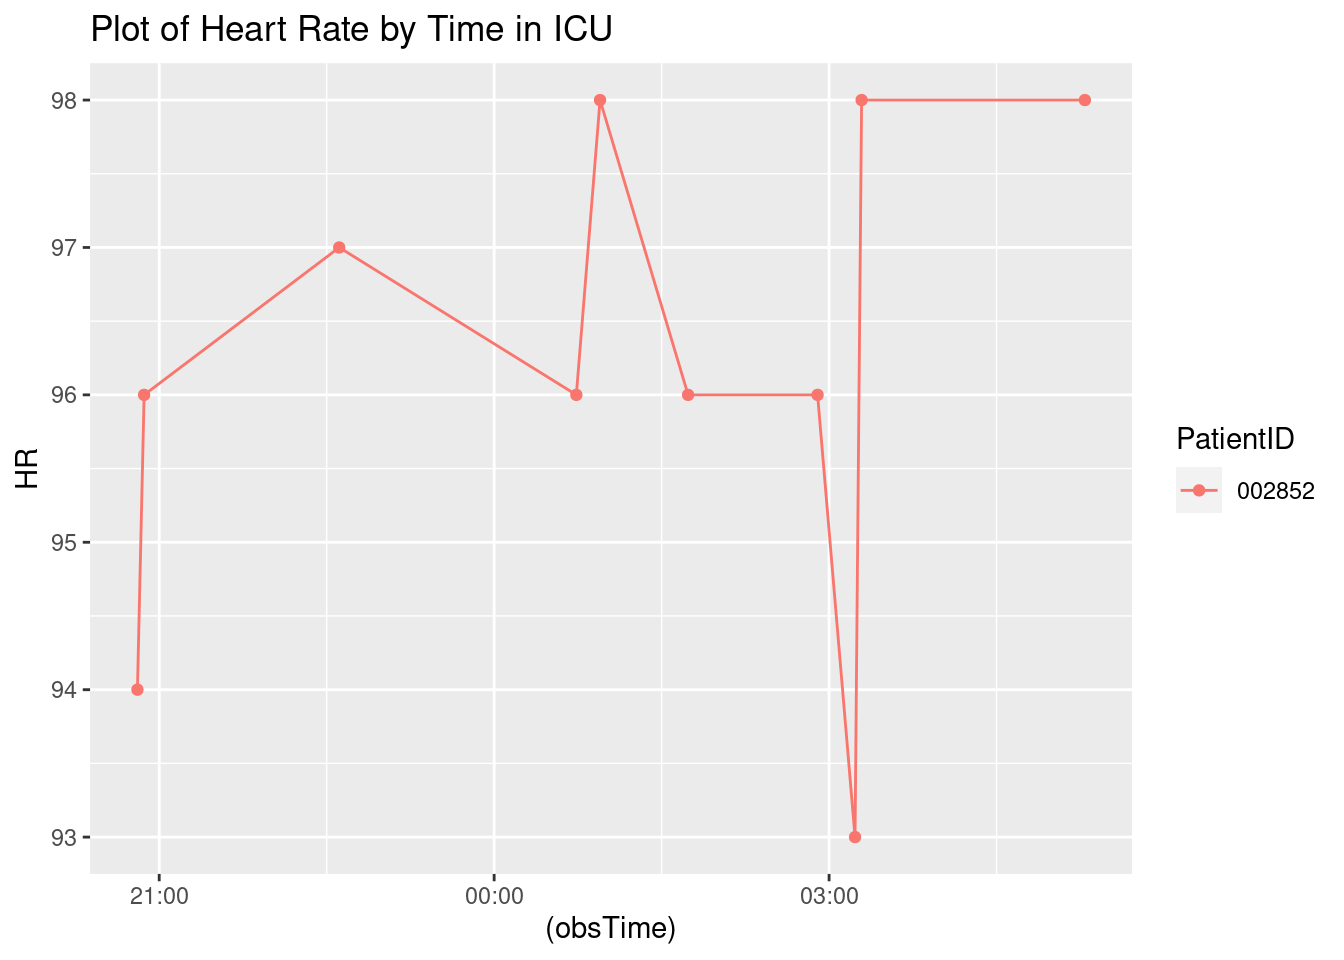 Plot of Heart Rate by Time in ICU
98
97
96
95
94
93
HR
21:00 00:00 03:00
(obsTime)
PatientID
002852